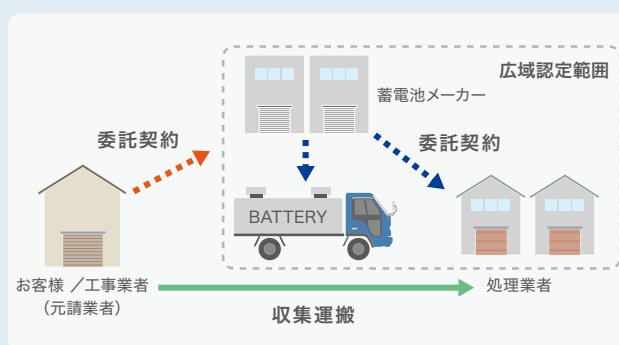 広域認定範囲
蓄電池メーカー
委託契約
委託契約
BATTERY
お客様 ／工事業者
（元請業者）
処理業者
収集運搬